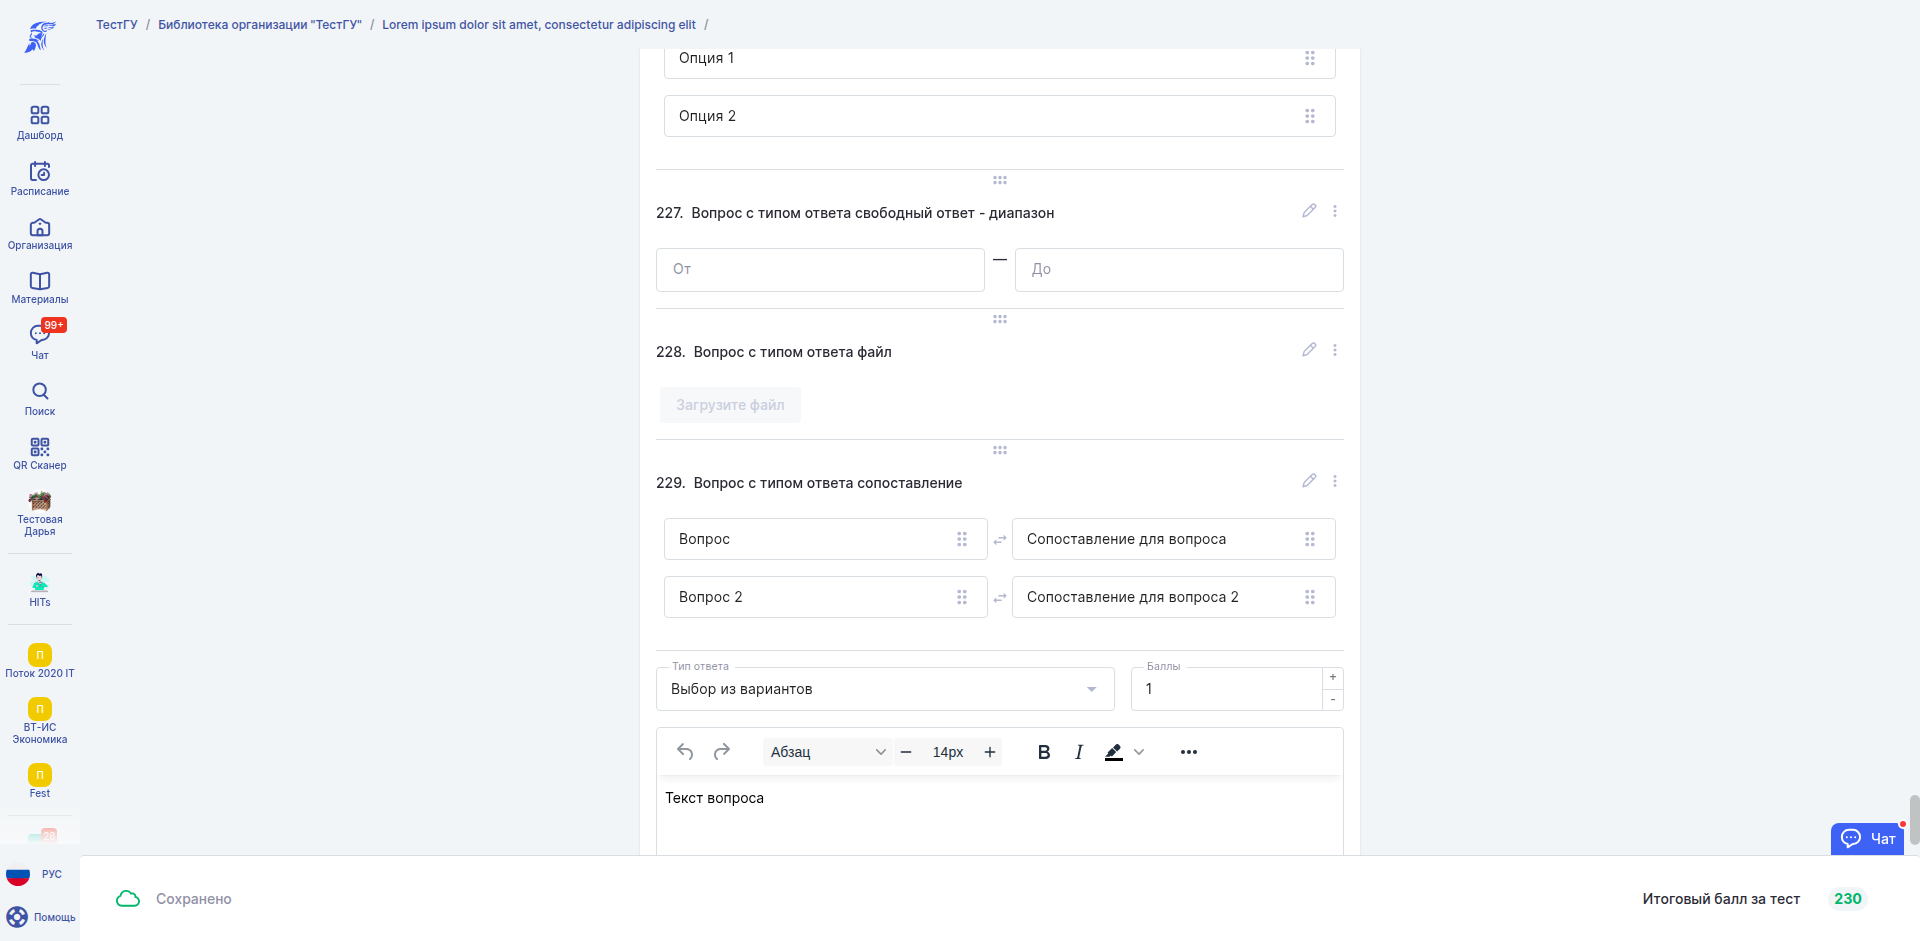 ТестГУ / Библиотека организации "ТестГУ" / Lorem ipsum dolor sit amet, consectetur adipiscing elit /
Дашборд
Расписание
Организация
Материалы
99+
Чат
Поиск
QR Сканер
Тестовая
Дарья
HITs
П
Поток 2020 IT
П
ВТ-ИС
Экономика
П
Fest
28
РУС
Помощь
Опция 1
Опция 2
227. Вопрос с типом ответа свободный ответ - диапазон
От — До
228. Вопрос с типом ответа файл
Загрузите файл
229. Вопрос с типом ответа сопоставление
Вопрос Сопоставление для вопроса
Вопрос 2 Сопоставление для вопроса 2
Тип ответа Баллы
Выбор из вариантов 1 + -
Абзац − 14px + B I
Текст вопроса
Чат
Сохранено Итоговый балл за тест 230